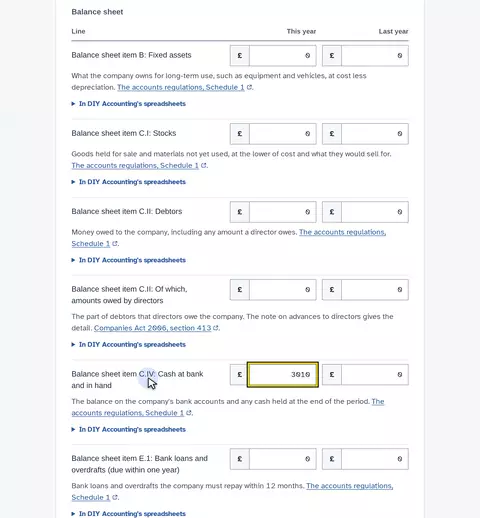 Balance sheet
Line This year Last year
Balance sheet item B: Fixed assets £ 0 £ 0
What the company owns for long-term use, such as equipment and vehicles, at cost less
depreciation. The accounts regulations, Schedule 1.
▶ In DIY Accounting's spreadsheets
Balance sheet item C.I: Stocks £ 0 £ 0
Goods held for sale and materials not yet used, at the lower of cost and what they would sell for.
The accounts regulations, Schedule 1.
▶ In DIY Accounting's spreadsheets
Balance sheet item C.II: Debtors £ 0 £ 0
Money owed to the company, including any amount a director owes. The accounts regulations,
Schedule 1.
▶ In DIY Accounting's spreadsheets
Balance sheet item C.II: Of which, £ 0 £ 0
amounts owed by directors
The part of debtors that directors owe the company. The note on advances to directors gives the
detail. Companies Act 2006, section 413.
▶ In DIY Accounting's spreadsheets
Balance sheet item C.IV: Cash at bank £ 3010 £ 0
and in hand
The balance on the company's bank accounts and any cash held at the end of the period. The
accounts regulations, Schedule 1.
▶ In DIY Accounting's spreadsheets
Balance sheet item E.1: Bank loans and £ 0 £ 0
overdrafts (due within one year)
Bank loans and overdrafts the company must repay within 12 months. The accounts regulations,
Schedule 1.
▶ In DIY Accounting's spreadsheets